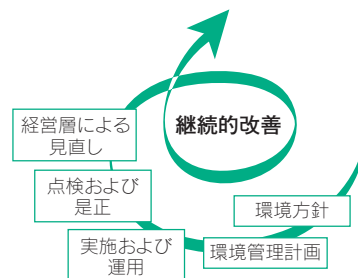 継続的改善
経営層による
見直し
点検および
是正
実施および
運用
環境管理計画
環境方針